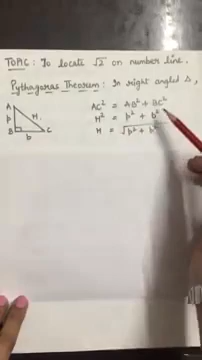 TOPIC: To locate √2 on number line.
Pythagoras Theorem: In right angled Δ,
A
p
H
B
C
b
AC² = AB² + BC²
H² = p² + b²
H = √p² + b²